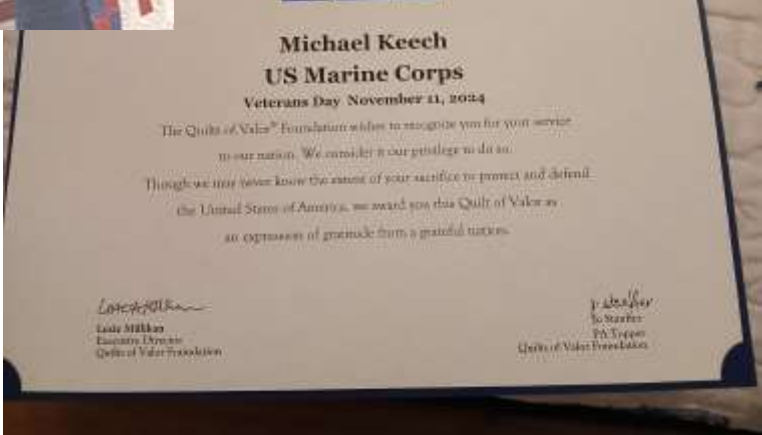 Michael Keech
US Marine Corps
Veterans Day November 11, 2024
The Quilts of Valor® Foundation wishes to recognize you for your service
to our nation. We consider it our privilege to do so.
Though we may never know the extent of your sacrifice to protect and defend
the United States of America, we award you this Quilt of Valor as
an expression of gratitude from a grateful nation.
Executive Director
Quilts of Valor Foundation
Jo Stauffer
PA Topper
Quilts of Valor Foundation